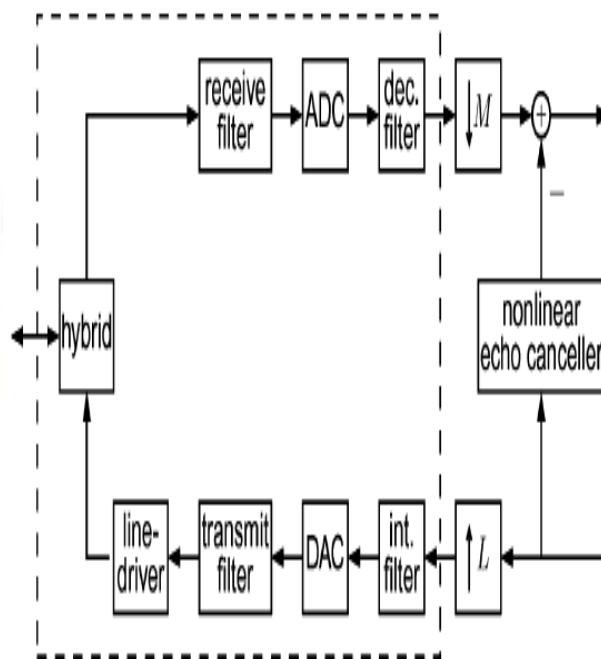 receive
filter
ADC
dec.
filter
↓ M
+
−
hybrid
nonlinear
echo canceller
line-
driver
transmit
filter
DAC
int.
filter
↑ L